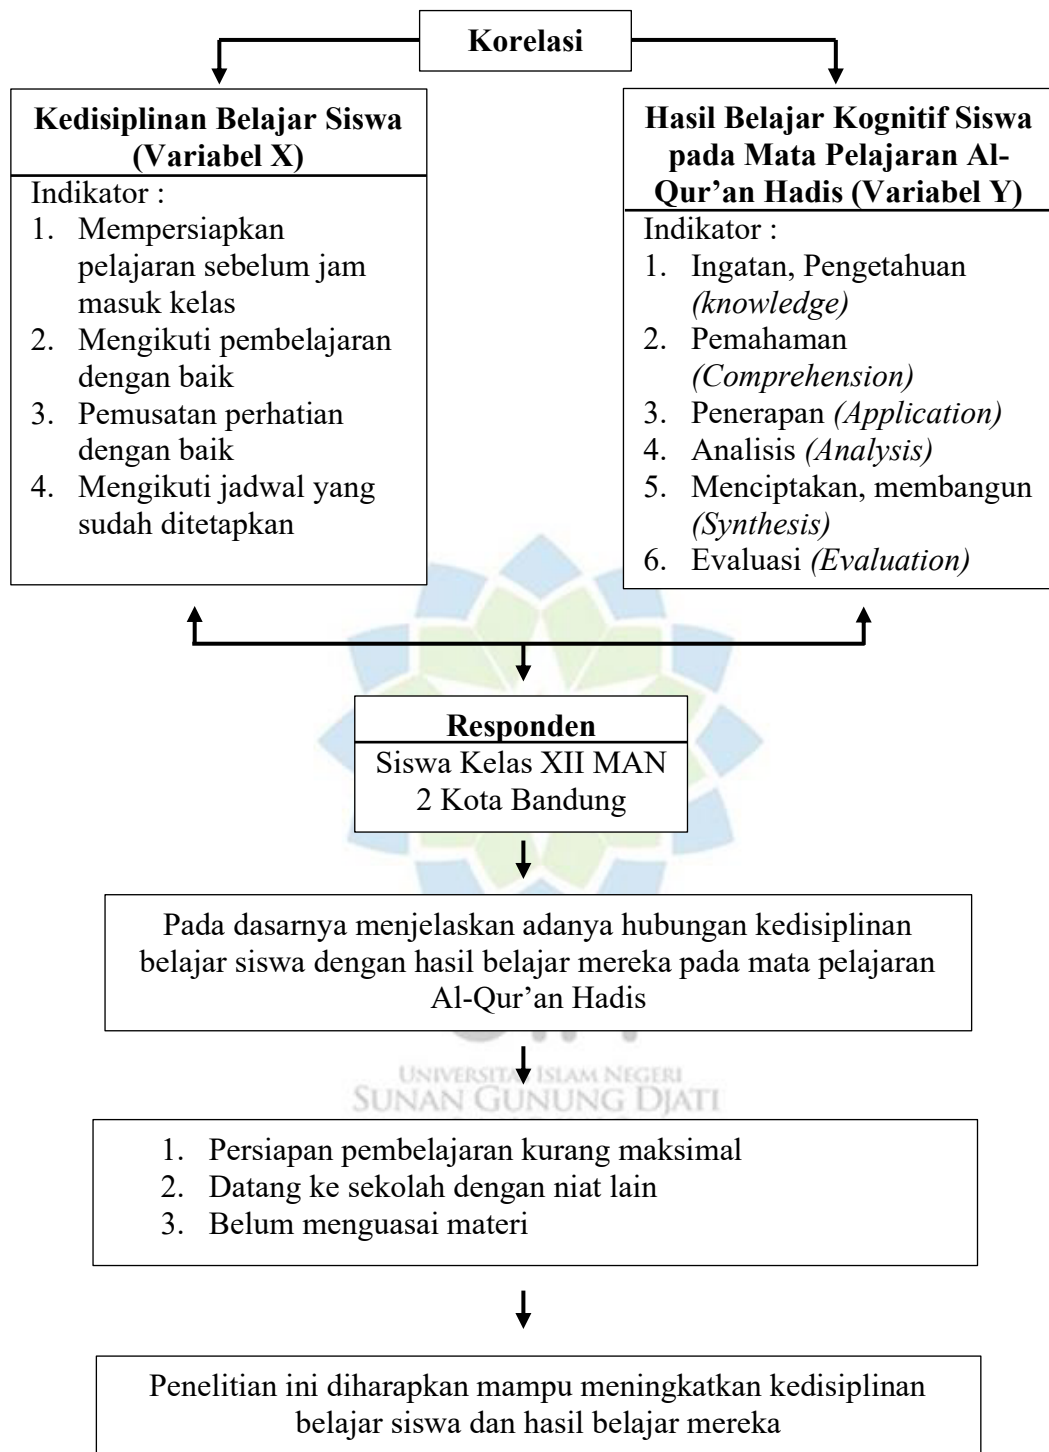 Korelasi
Kedisiplinan Belajar Siswa
(Variabel X)
Indikator :
1. Mempersiapkan
pelajaran sebelum jam
masuk kelas
2. Mengikuti pembelajaran
dengan baik
3. Pemusatan perhatian
dengan baik
4. Mengikuti jadwal yang
sudah ditetapkan
Hasil Belajar Kognitif Siswa
pada Mata Pelajaran Al-
Qur’an Hadis (Variabel Y)
Indikator :
1. Ingatan, Pengetahuan
(knowledge)
2. Pemahaman
(Comprehension)
3. Penerapan (Application)
4. Analisis (Analysis)
5. Menciptakan, membangun
(Synthesis)
6. Evaluasi (Evaluation)
Responden
Siswa Kelas XII MAN
2 Kota Bandung
Pada dasarnya menjelaskan adanya hubungan kedisiplinan
belajar siswa dengan hasil belajar mereka pada mata pelajaran
Al-Qur’an Hadis
UNIVERSITAS ISLAM NEGERI
SUNAN GUNUNG DJATI
1. Persiapan pembelajaran kurang maksimal
2. Datang ke sekolah dengan niat lain
3. Belum menguasai materi
Penelitian ini diharapkan mampu meningkatkan kedisiplinan
belajar siswa dan hasil belajar mereka